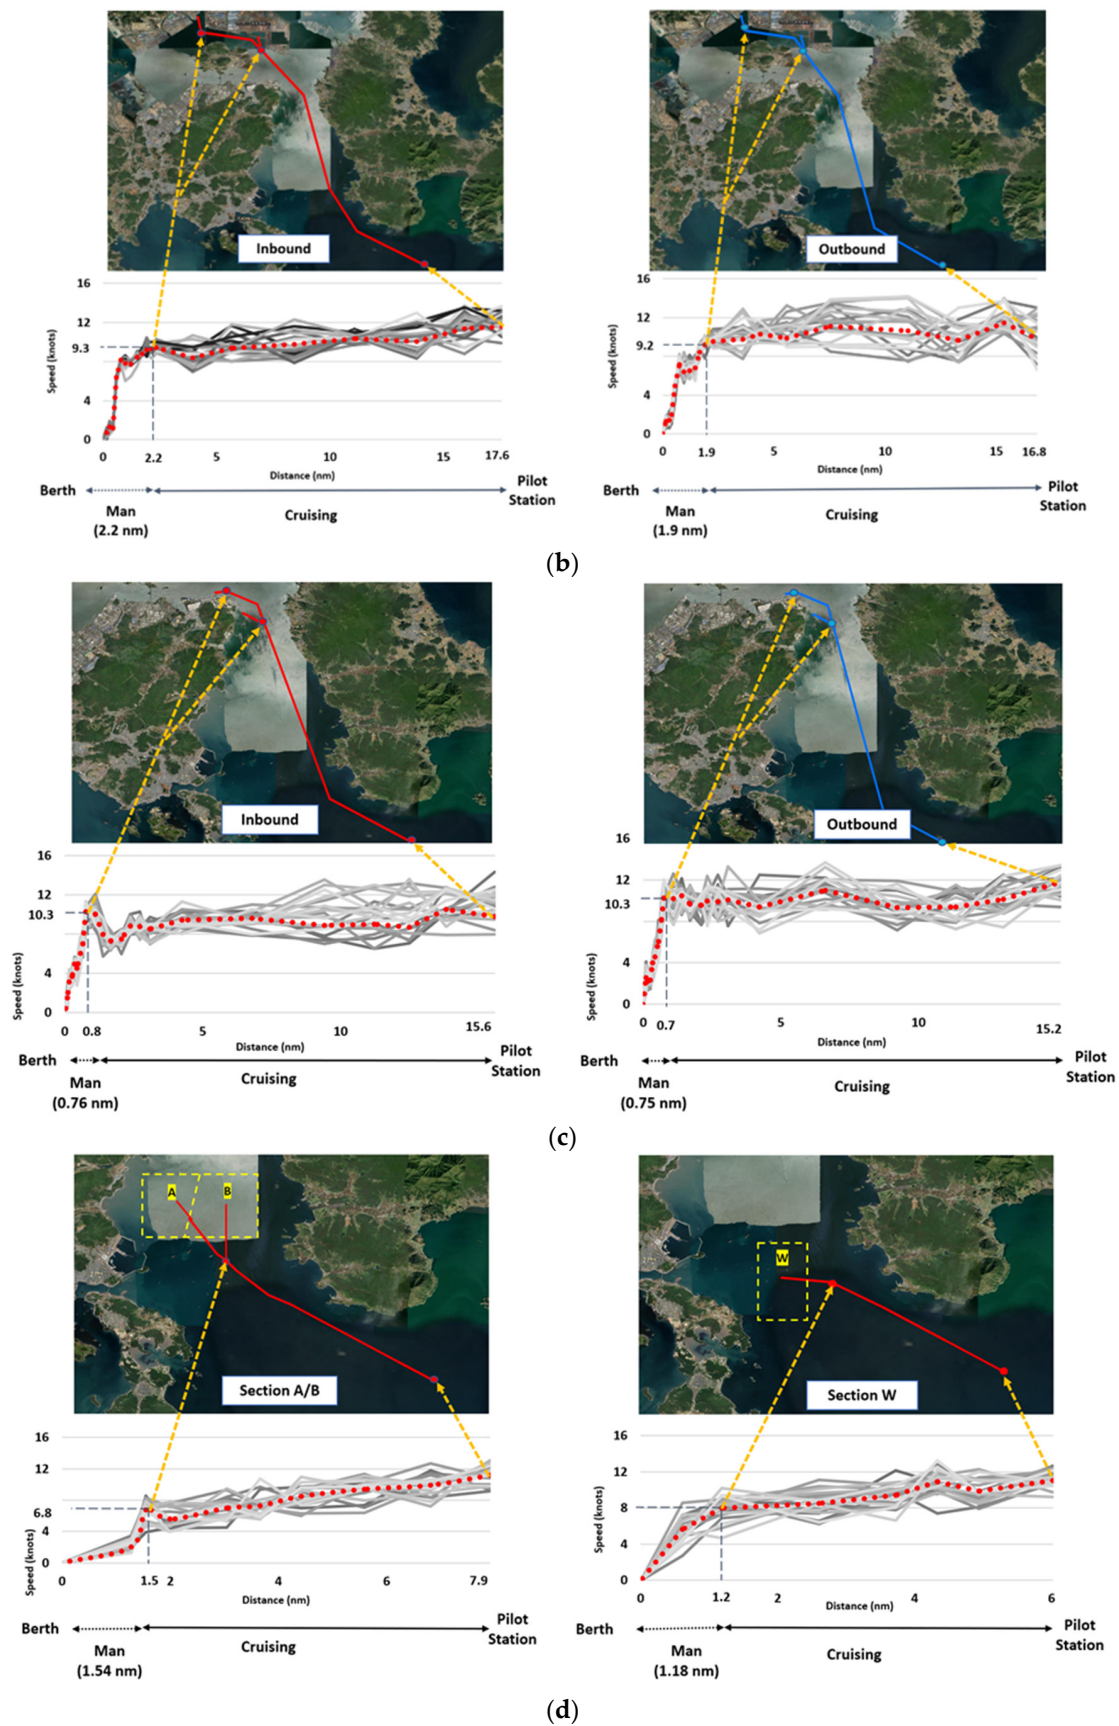 Inbound
16
12
9.3
4
0
Speed (knots)
0
2.2
5
10
15
17.6
Distance (nm)
Berth
Man
(2.2 nm)
Cruising
Pilot
Station
Outbound
16
12
9.2
4
0
Speed (knots)
0
1.9
5
10
15
16.8
Distance (nm)
Berth
Man
(1.9 nm)
Cruising
Pilot
Station
(b)
Inbound
16
12
10.3
4
0
Speed (knots)
0
0.8
5
10
15.6
Distance (nm)
Berth
Man
(0.76 nm)
Cruising
Pilot
Station
Outbound
16
12
10.3
4
0
Speed (knots)
0
0.7
5
10
15.2
Distance (nm)
Berth
Man
(0.75 nm)
Cruising
Pilot
Station
(c)
A
B
Section A/B
16
12
6.8
4
0
Speed (knots)
0
1.5
2
4
6
7.9
Distance (nm)
Berth
Man
(1.54 nm)
Cruising
Pilot
Station
W
Section W
16
12
8
4
0
Speed (knots)
0
1.2
2
4
6
Distance (nm)
Berth
Man
(1.18 nm)
Cruising
Pilot
Station
(d)